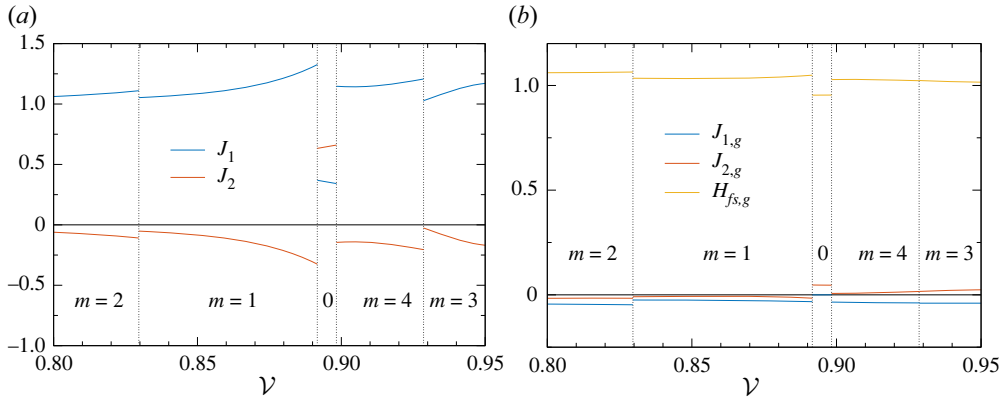 (a)
1.5
1.0
0.5
0
–0.5
–1.0
J1
J2
m = 2
m = 1
0
m = 4
m = 3
0.80
0.85
0.90
0.95
𝒱
(b)
1.0
0.5
0
J1,g
J2,g
Hfs,g
m = 2
m = 1
0
m = 4
m = 3
0.80
0.85
0.90
0.95
𝒱